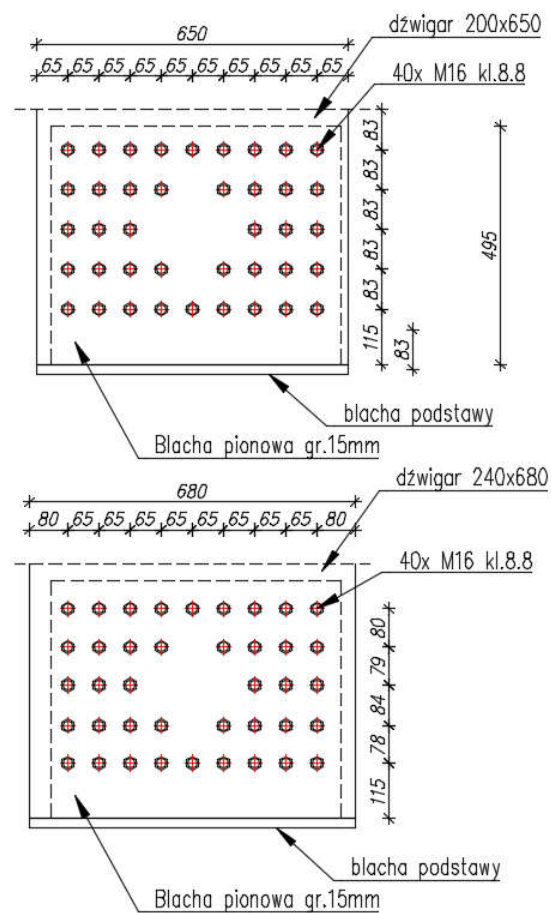 dźwigar 200x650
650
65 65 65 65 65 65 65 65 65 65
40x M16 kl.8.8
83
83
83
83
83
115
83
495
blacha podstawy
Blacha pionowa gr.15mm
dźwigar 240x680
680
80 65 65 65 65 65 65 65 65 80
40x M16 kl.8.8
80
79
84
78
115
blacha podstawy
Blacha pionowa gr.15mm